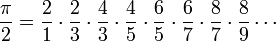 π/2 = 2/1 · 2/3 · 4/3 · 4/5 · 6/5 · 6/7 · 8/7 · 8/9 ⋯